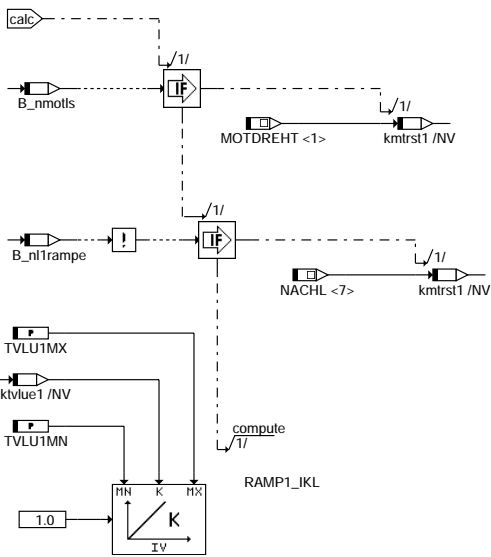 calc
/1/
IF
B_nmotls
/1/
MOTDREHT <1>
kmtrst1 /NV
/1/
IF
B_nl1rampe
!
/1/
NACHL <7>
kmtrst1 /NV
P
TVLU1MX
ktvlue1 /NV
P
TVLU1MN
compute
/1/
RAMP1_IKL
MN K MX
1.0
K
IV